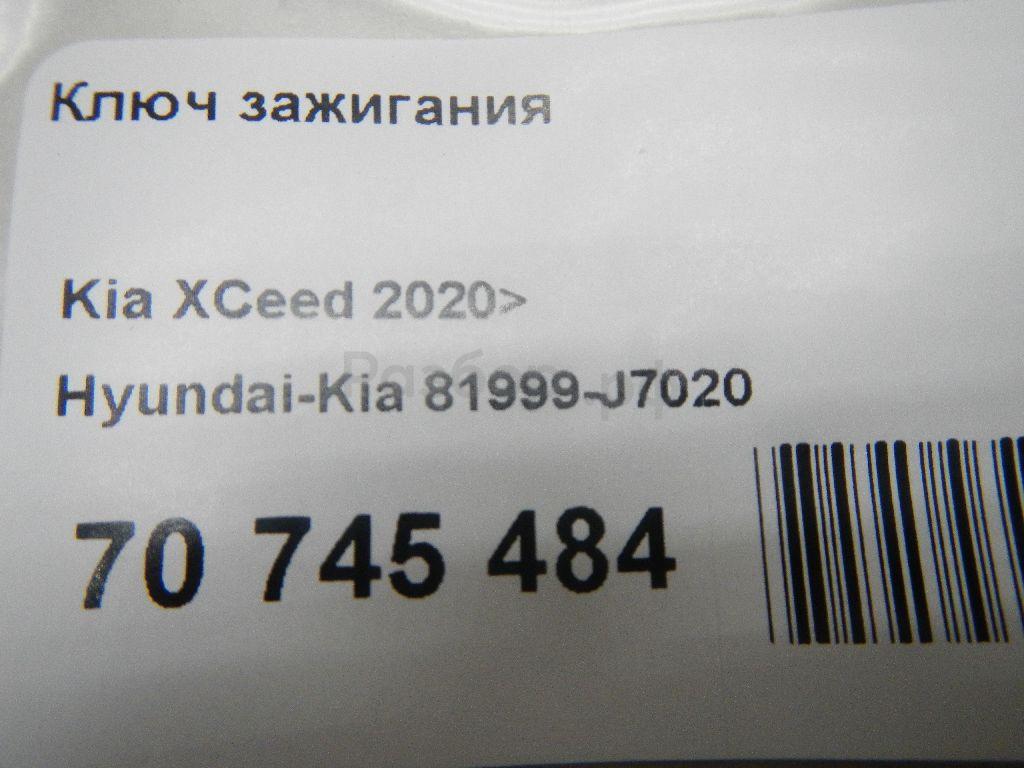 Ключ зажигания
Kia XCeed 2020>
Hyundai-Kia 81999-J7020
70 745 484